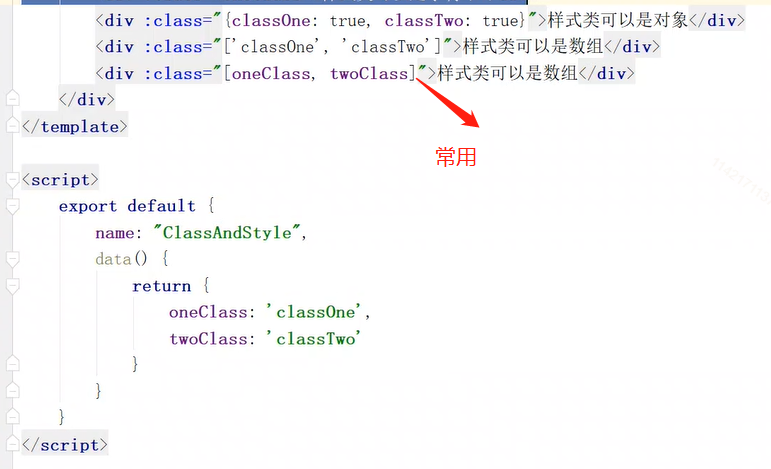 <div :class="{classOne: true, classTwo: true}">样式类可以是对象</div>
<div :class="['classOne', 'classTwo']">样式类可以是数组</div>
<div :class="[oneClass, twoClass]">样式类可以是数组</div>
</div>
</template>
常用
<script>
export default {
name: "ClassAndStyle",
data() {
return {
oneClass: 'classOne',
twoClass: 'classTwo'
}
}
}
</script>